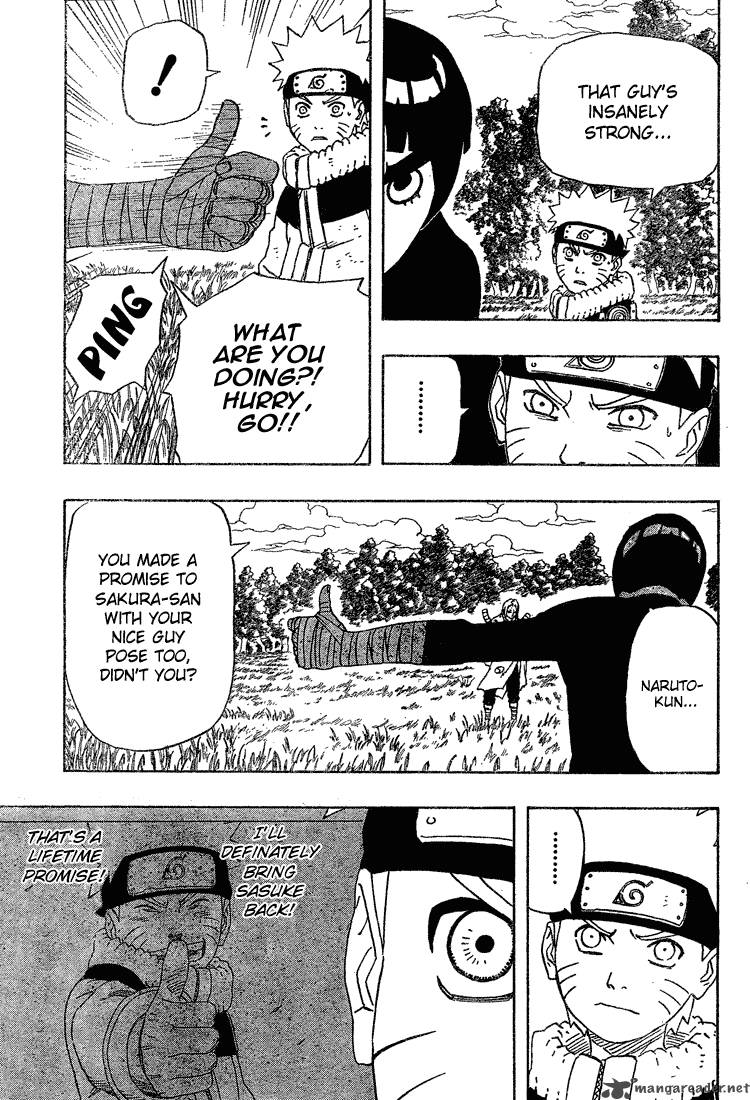 THAT GUY'S
INSANELY
STRONG...
!
PING
WHAT
ARE YOU
DOING?!
HURRY,
GO!!
.........
NARUTO-
KUN...
YOU MADE A
PROMISE TO
SAKURA-SAN
WITH YOUR
NICE GUY
POSE TOO,
DIDN'T YOU?
.........
I'LL
DEFINATELY
BRING
SASUKE
BACK!
THAT'S A
LIFETIME
PROMISE!
mangareader.net